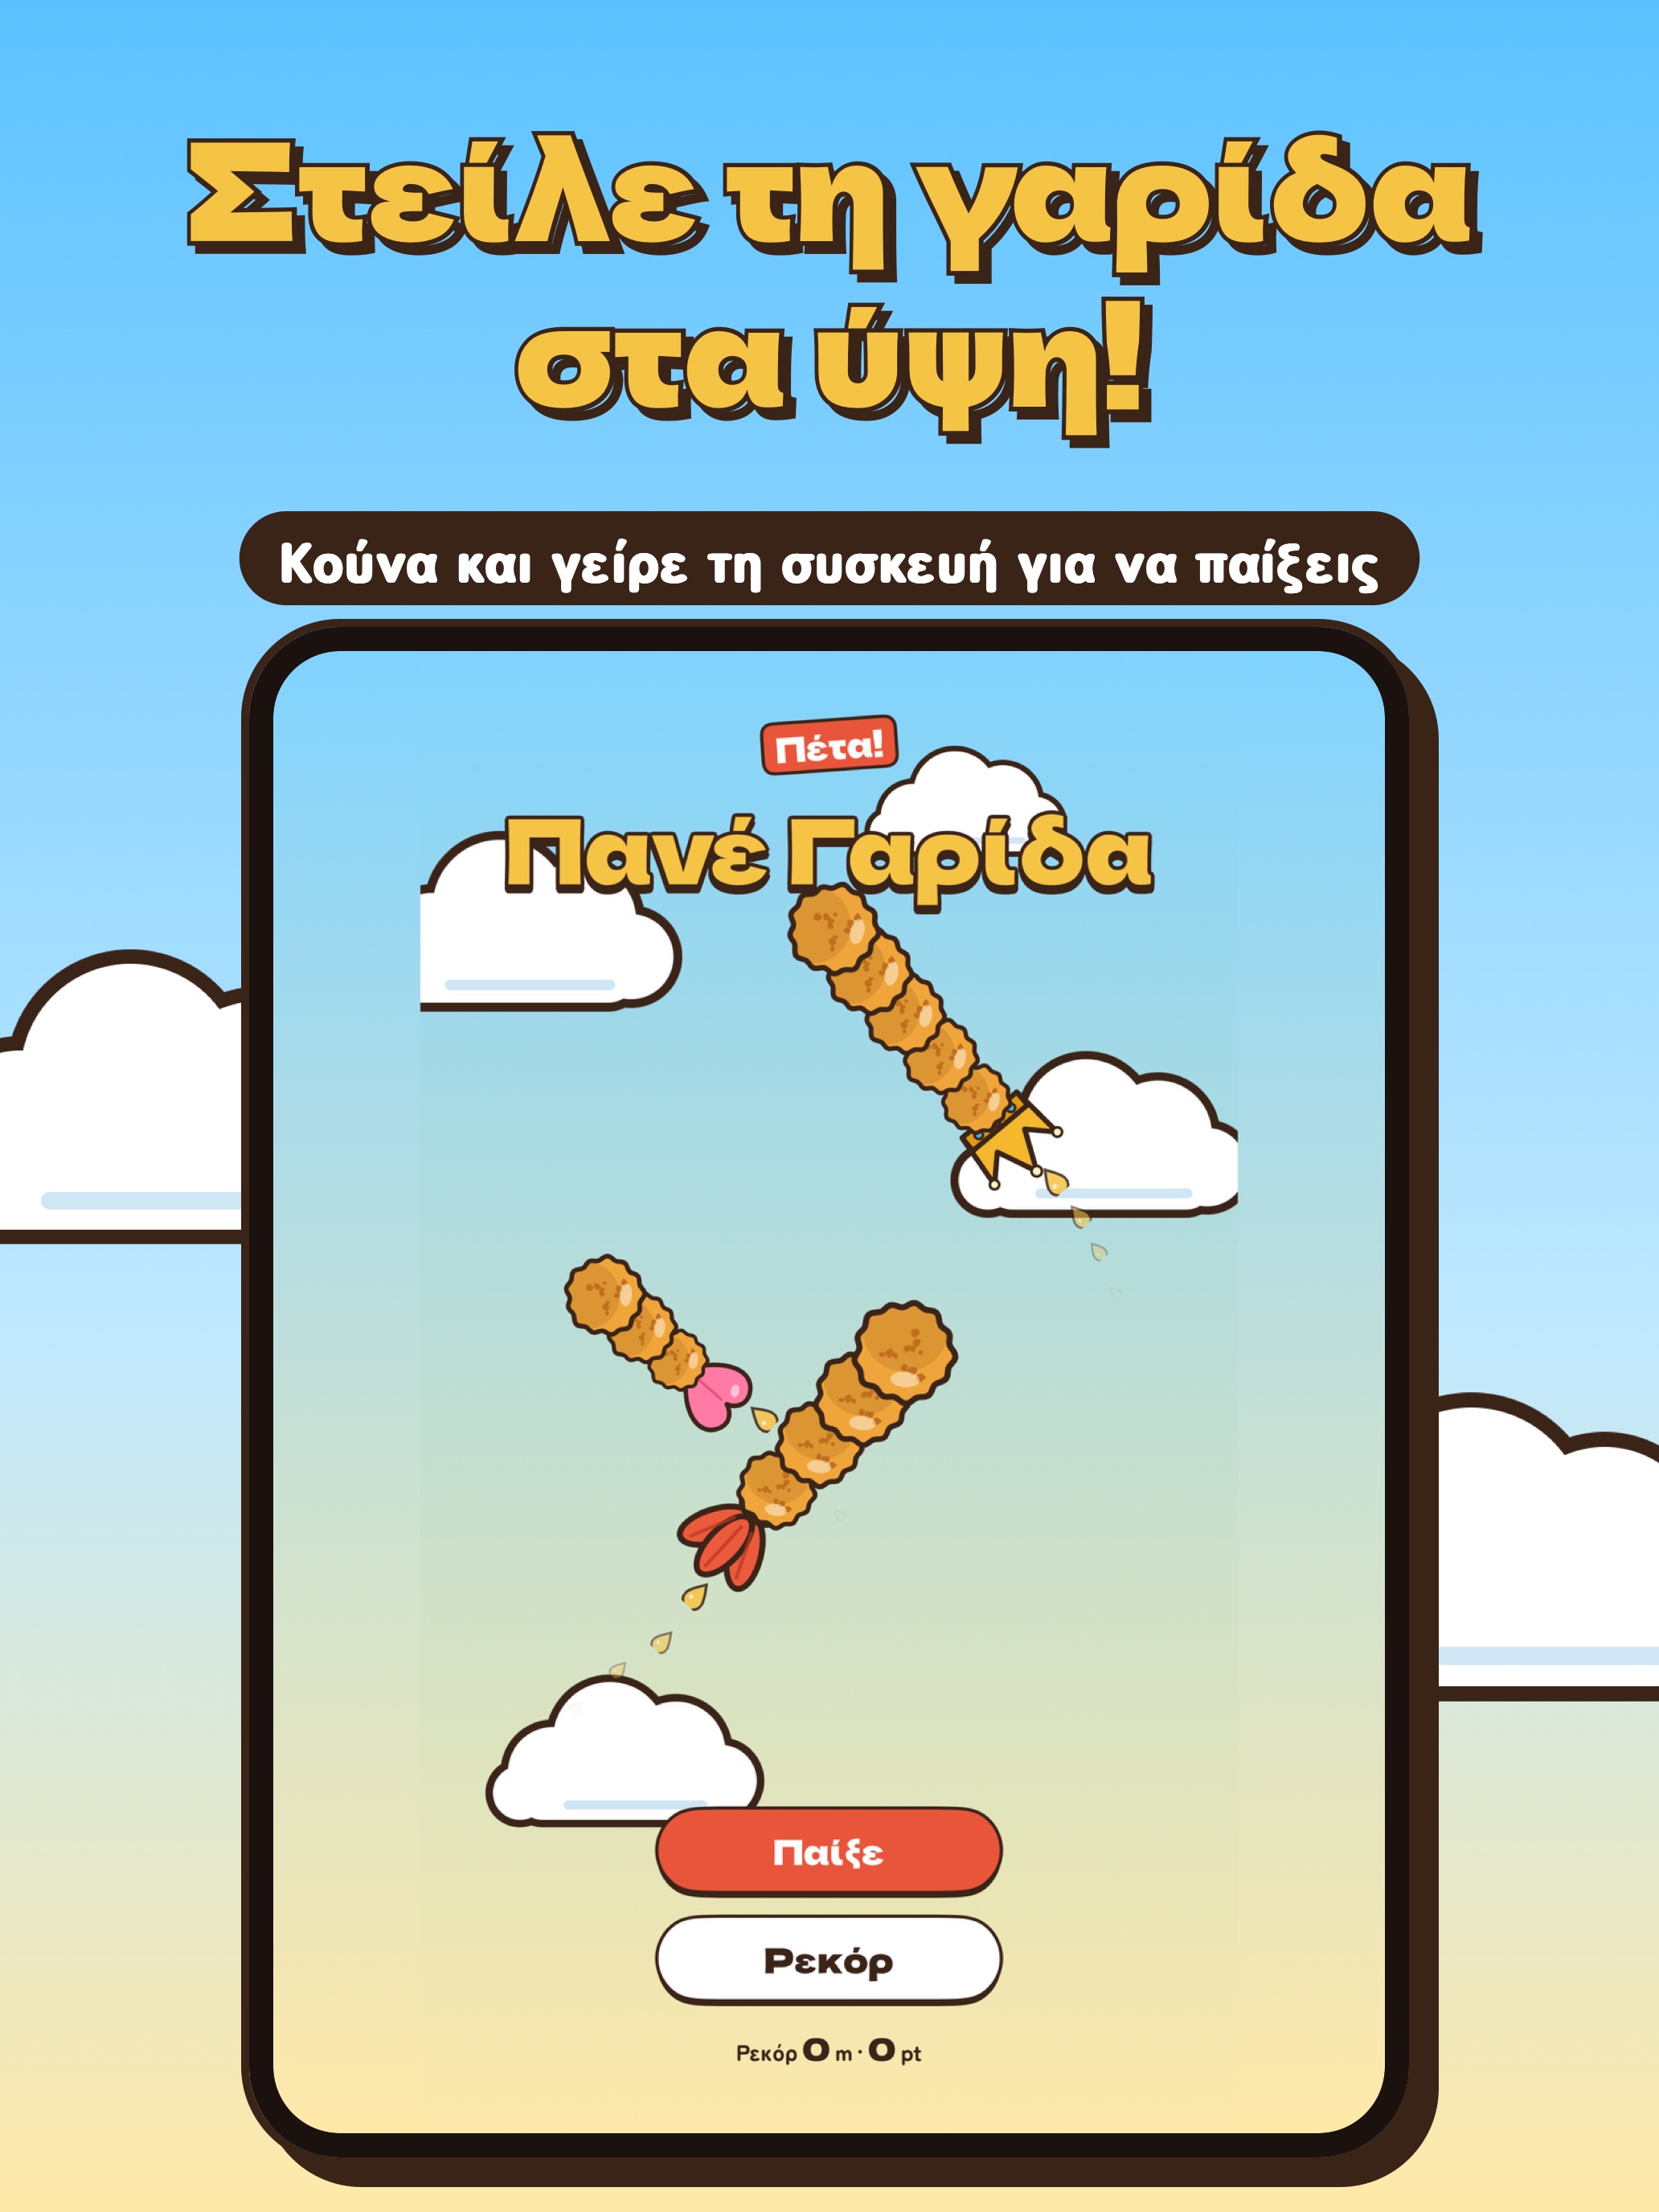 Στείλε τη γαρίδα
στα ύψη!
Κούνα και γείρε τη συσκευή για να παίξεις
Πέτα!
Πανέ Γαρίδα
Παίξε
Ρεκόρ
Ρεκόρ 0 m · 0 pt